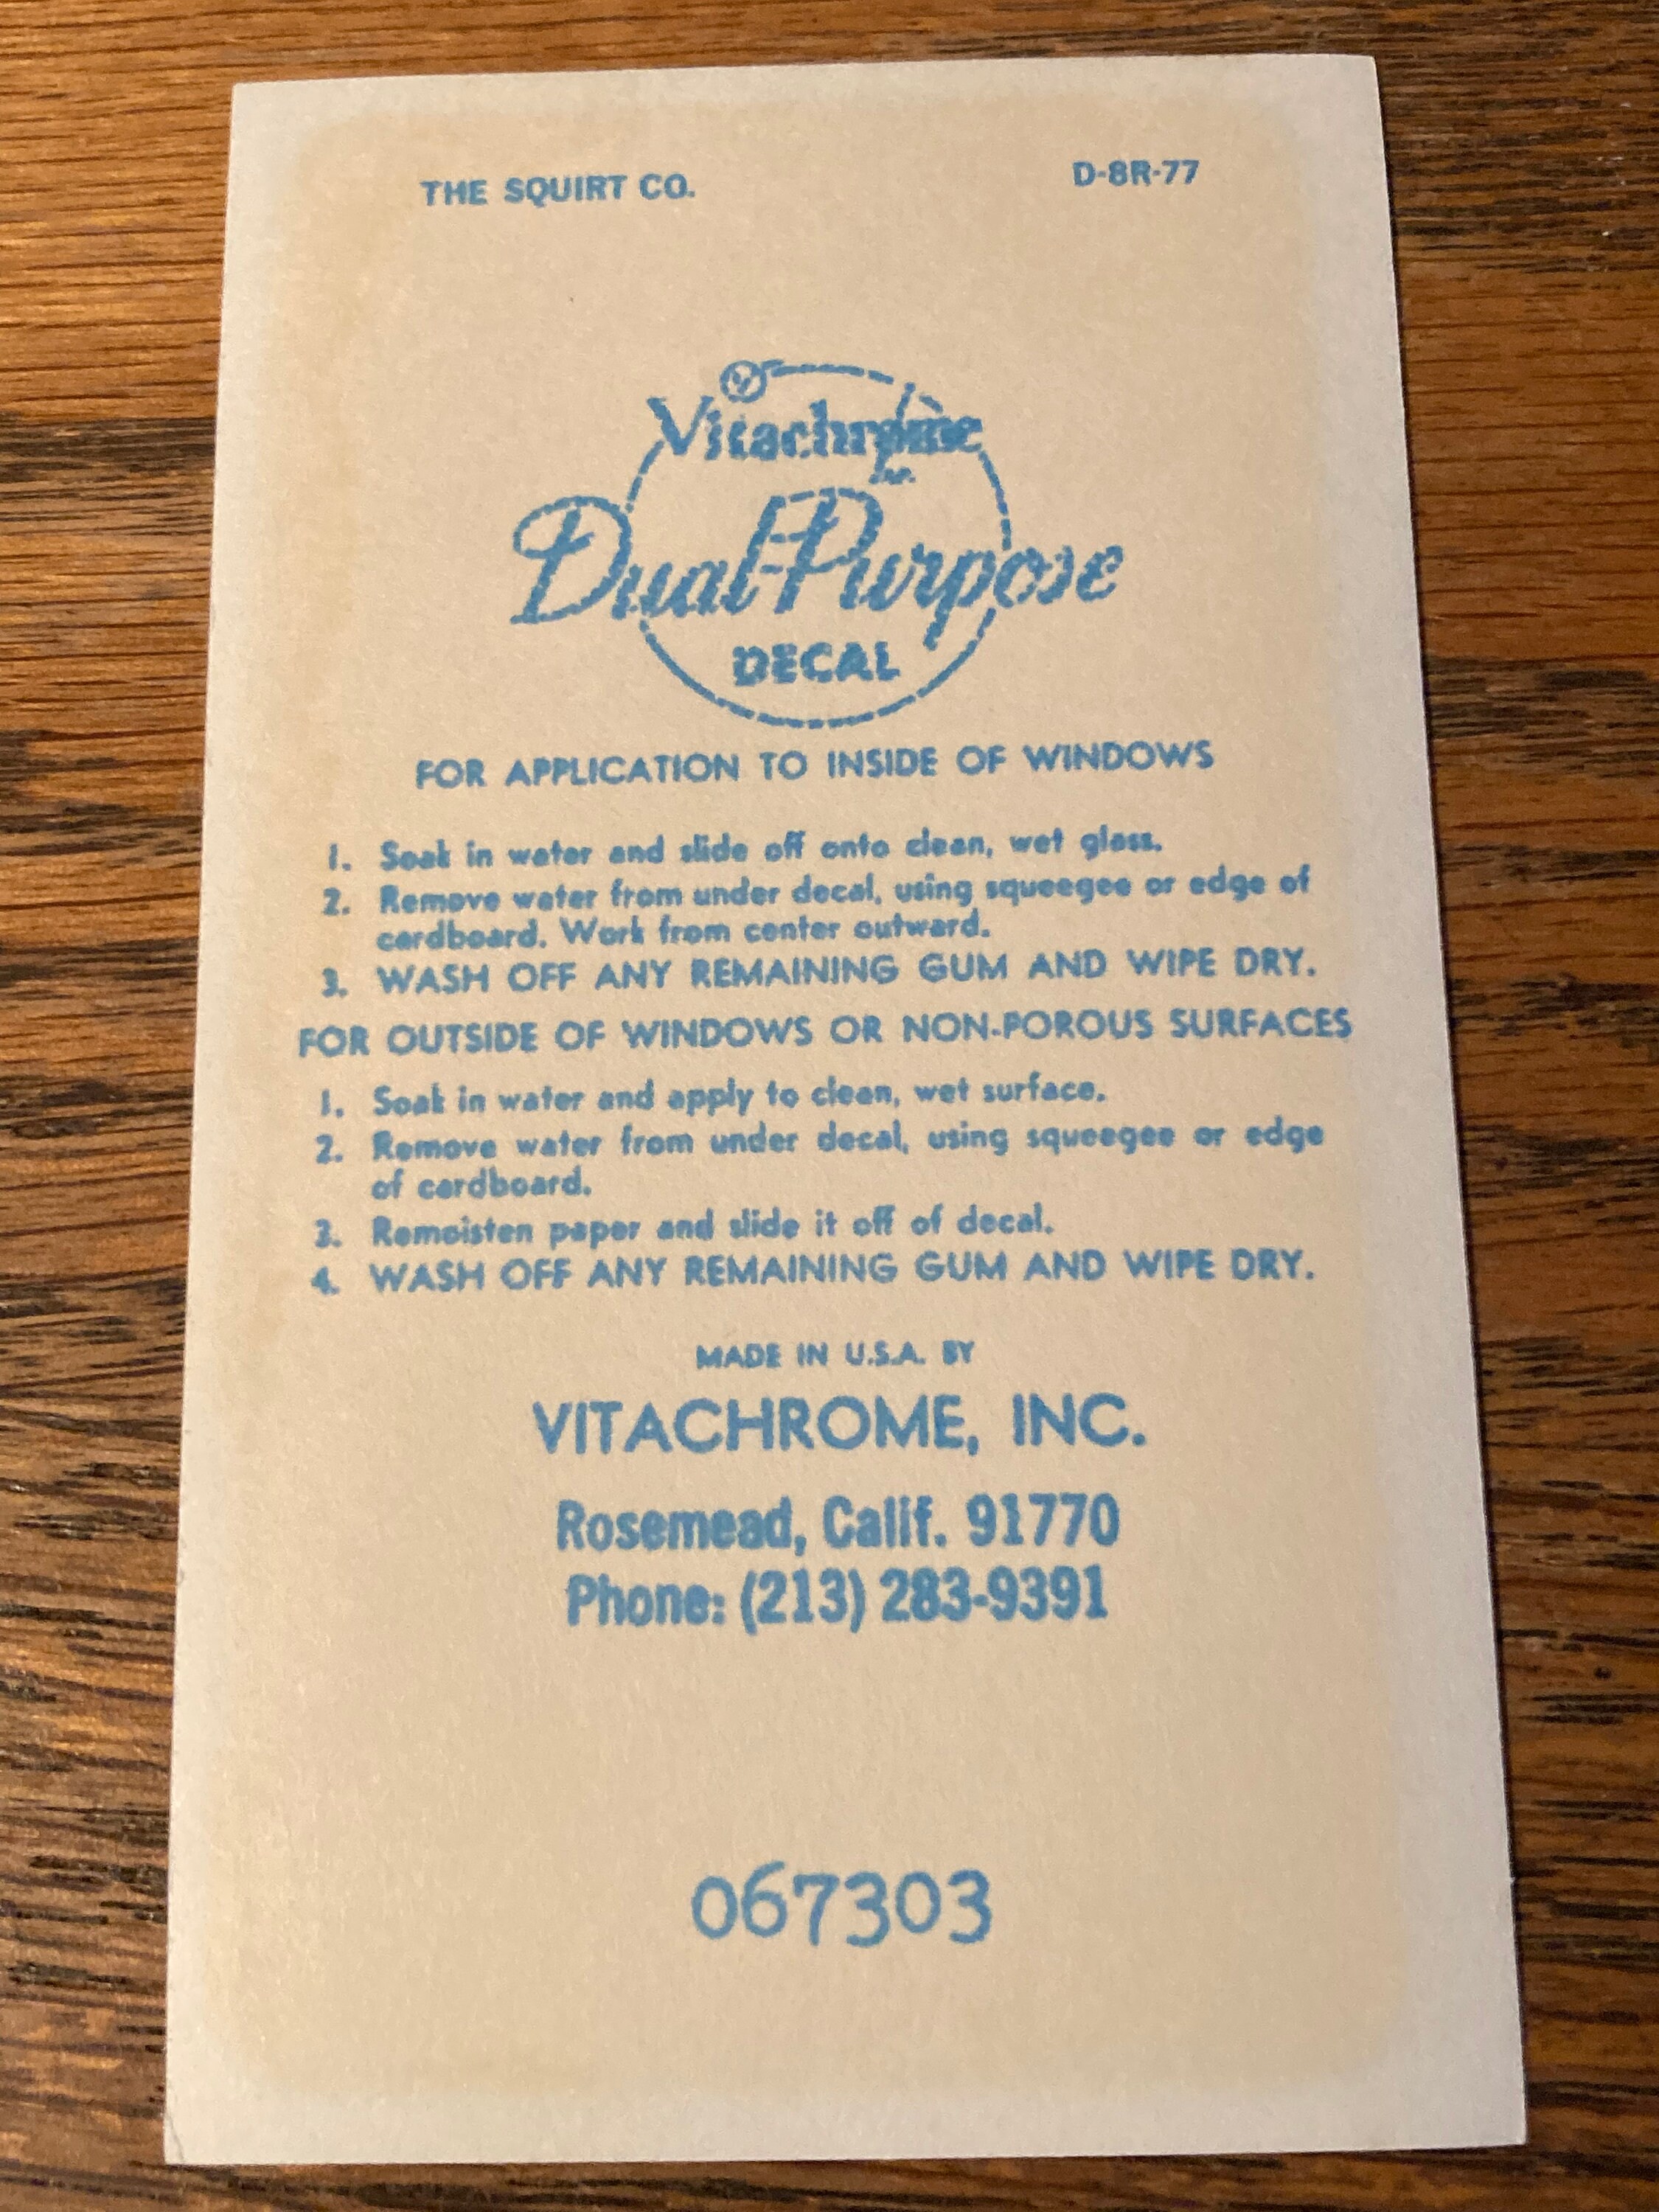 THE SQUIRT CO. D-8R-77
Vitachrome
Inc.
Dual-Purpose
DECAL
FOR APPLICATION TO INSIDE OF WINDOWS
1. Soak in water and slide off onto clean, wet glass.
2. Remove water from under decal, using squeegee or edge of
cardboard. Work from center outward.
3. WASH OFF ANY REMAINING GUM AND WIPE DRY.
FOR OUTSIDE OF WINDOWS OR NON-POROUS SURFACES
1. Soak in water and apply to clean, wet surface.
2. Remove water from under decal, using squeegee or edge
of cardboard.
3. Remoisten paper and slide it off of decal.
4. WASH OFF ANY REMAINING GUM AND WIPE DRY.
MADE IN U.S.A. BY
VITACHROME, INC.
Rosemead, Calif. 91770
Phone: (213) 283-9391
067303